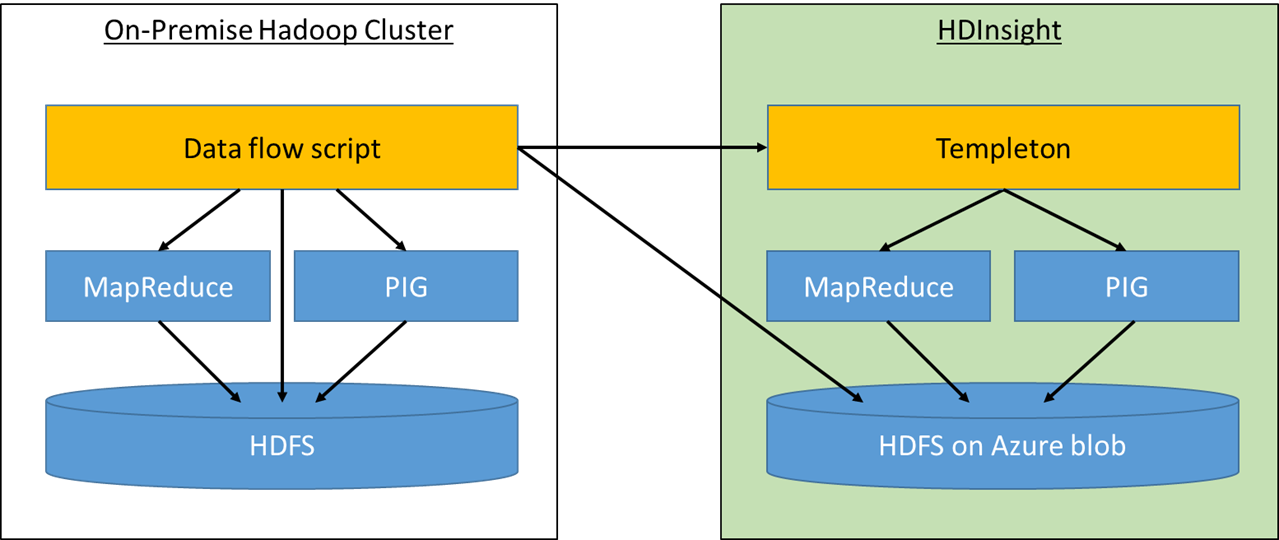 On-Premise Hadoop Cluster
HDInsight
Data flow script
Templeton
MapReduce
PIG
MapReduce
PIG
HDFS
HDFS on Azure blob